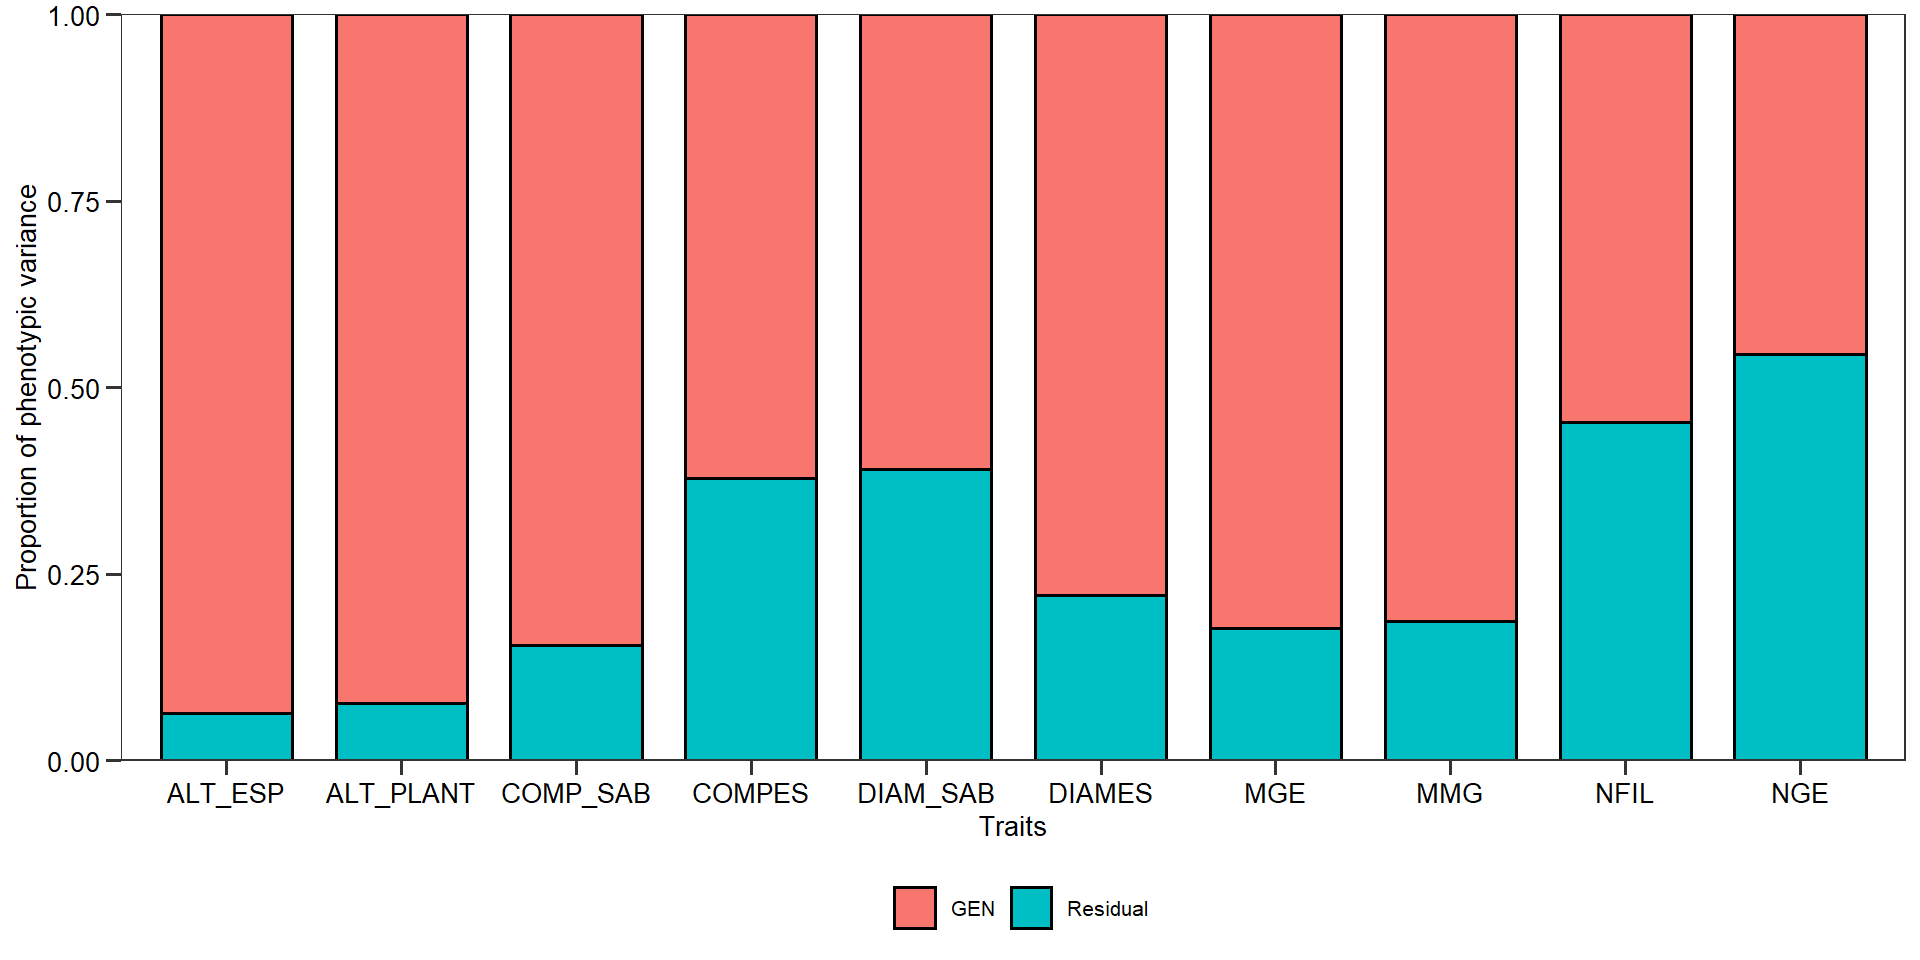 Proportion of phenotypic variance
1.00
0.75
0.50
0.25
0.00
ALT_ESP ALT_PLANT COMP_SAB COMPES DIAM_SAB DIAMES MGE MMG NFIL NGE
Traits
GEN Residual